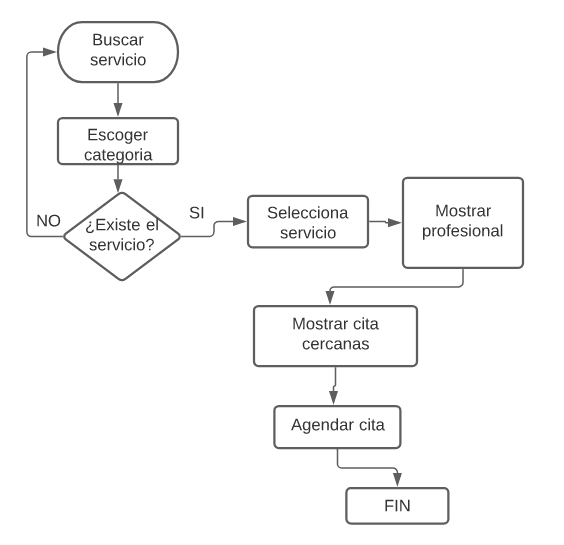 Buscar
servicio
Escoger
categoria
¿Existe el
servicio?
NO
SI
Selecciona
servicio
Mostrar
profesional
Mostrar cita
cercanas
Agendar cita
FIN